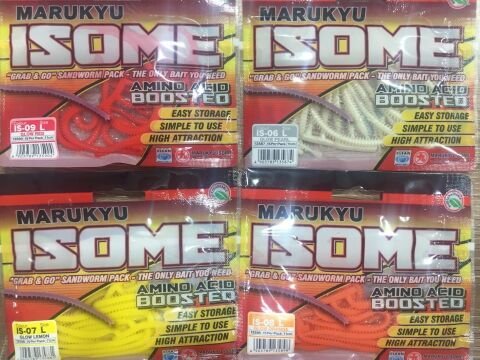 MARUKYU
ISOME
"GRAB & GO" SANDWORM PACK - THE ONLY BAIT YOU NEED
AMINO ACID
BOOSTED
EASY STORAGE
SIMPLE TO USE
HIGH ATTRACTION
IS-09 L
MARUKYU
ISOME
"GRAB & GO" SANDWORM PACK - THE ONLY BAIT YOU NEED
AMINO ACID
BOOSTED
EASY STORAGE
SIMPLE TO USE
HIGH ATTRACTION
IS-06 L
MARUKYU
ISOME
"GRAB & GO" SANDWORM PACK - THE ONLY BAIT YOU NEED
AMINO ACID
BOOSTED
EASY STORAGE
SIMPLE TO USE
HIGH ATTRACTION
IS-07 L
GLOW LEMON
MARUKYU
ISOME
"GRAB & GO" SANDWORM PACK - THE ONLY BAIT YOU NEED
AMINO ACID
BOOSTED
EASY STORAGE
SIMPLE TO USE
HIGH ATTRACTION
IS-08 L